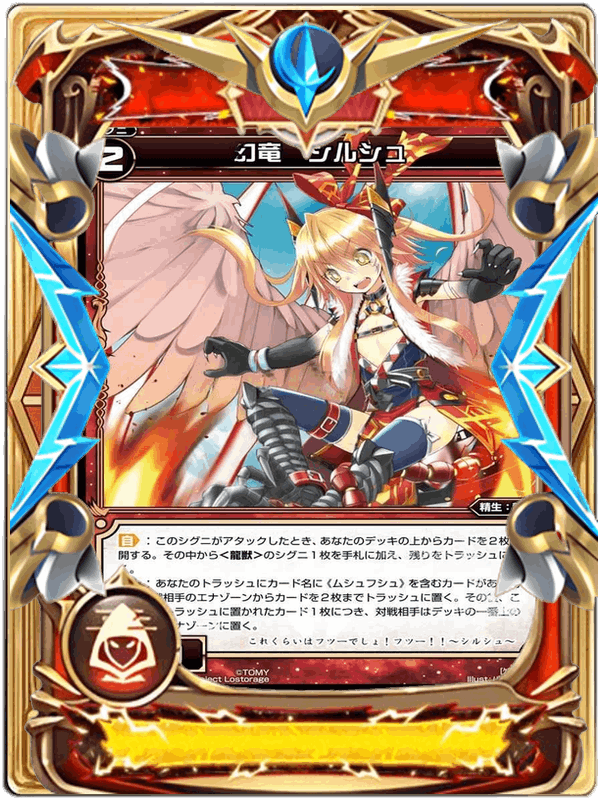 2
幻竜　シルシュ
精生：
自：このシグニがアタックしたとき、あなたのデッキの上からカードを2枚
開する。その中から<龍獣>のシグニ1枚を手札に加え、残りをトラッシュに
：あなたのトラッシュにカード名に《ムシュフシュ》を含むカードがあ
相手のエナゾーンからカードを2枚までトラッシュに置く。その
トラッシュに置かれたカード1枚につき、対戦相手はデッキの一番上の
ナゾーンに置く。
これくらいはフツーでしょ！フツー！！～シルシュ～
©TOMY
ject Lostorage
Illust: